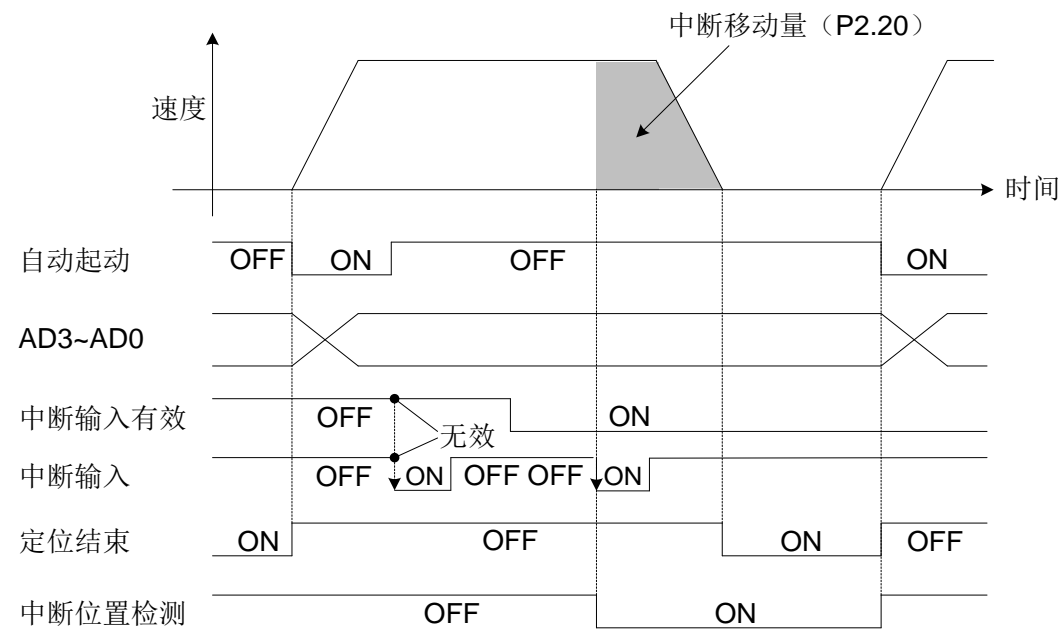 中断移动量（P2.20）
速度
时间
自动起动 OFF ON OFF ON
AD3~AD0
中断输入有效 OFF ON
无效
中断输入 OFF ON OFF OFF ON
定位结束 ON OFF ON OFF
中断位置检测 OFF ON